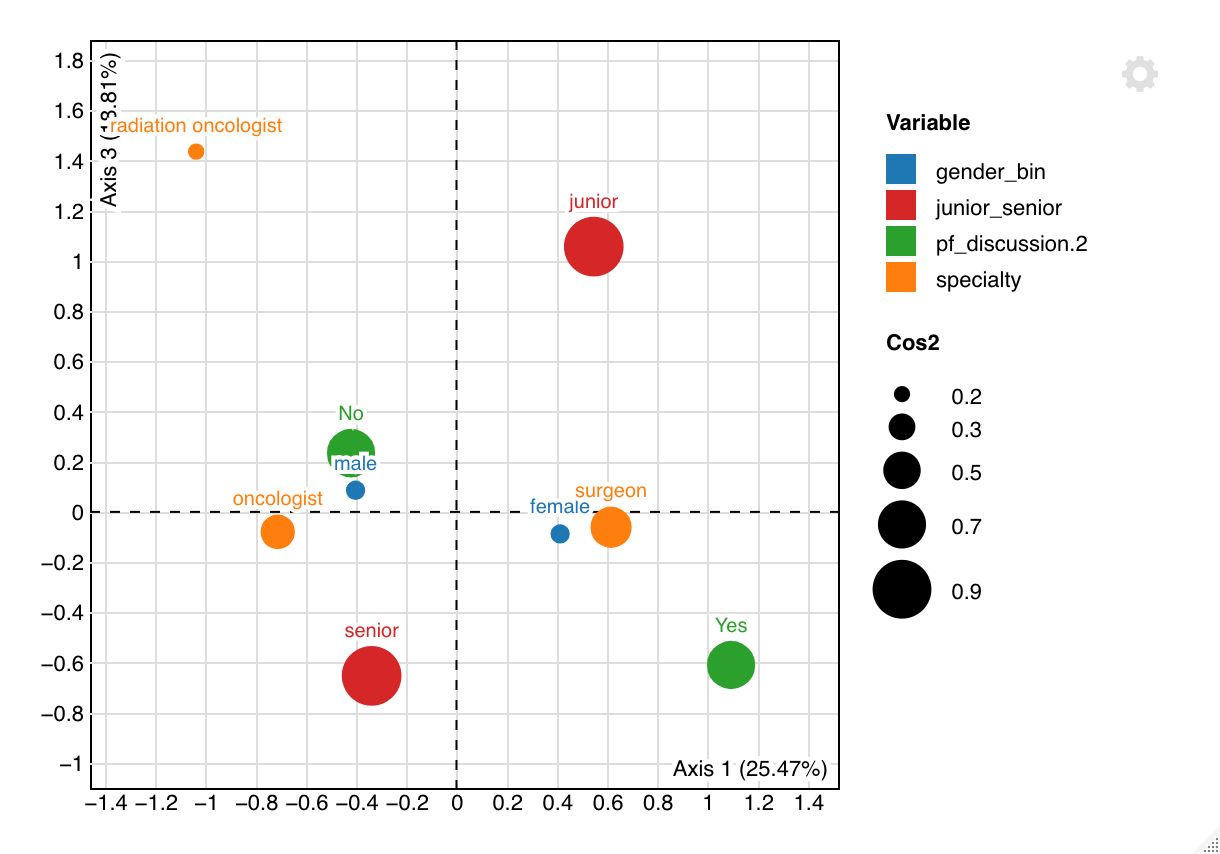 1.8
1.6
1.4
1.2
1
0.8
0.6
0.4
0.2
0
−0.2
−0.4
−0.6
−0.8
−1
Axis 3 (13.81%)
radiation oncologist
junior
No
male
oncologist
surgeon
female
senior
Yes
Axis 1 (25.47%)
−1.4 −1.2 −1 −0.8 −0.6 −0.4 −0.2 0 0.2 0.4 0.6 0.8 1 1.2 1.4
Variable
gender_bin
junior_senior
pf_discussion.2
specialty
Cos2
0.2
0.3
0.5
0.7
0.9